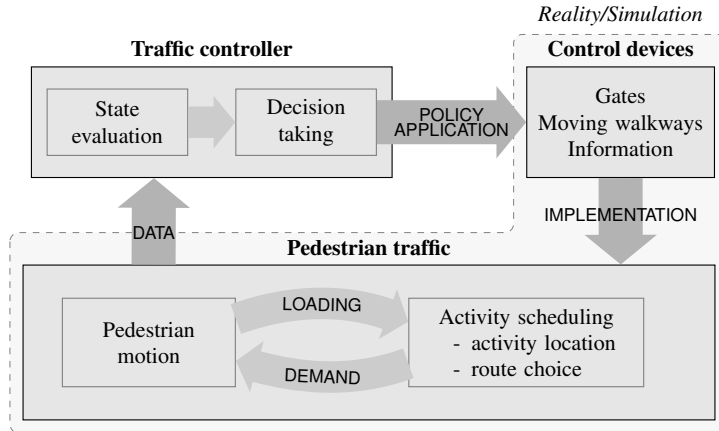 Reality/Simulation
Traffic controller
Control devices
State
evaluation
Decision
taking
POLICY
APPLICATION
Gates
Moving walkways
Information
DATA
IMPLEMENTATION
Pedestrian traffic
Pedestrian
motion
LOADING
DEMAND
Activity scheduling
- activity location
- route choice